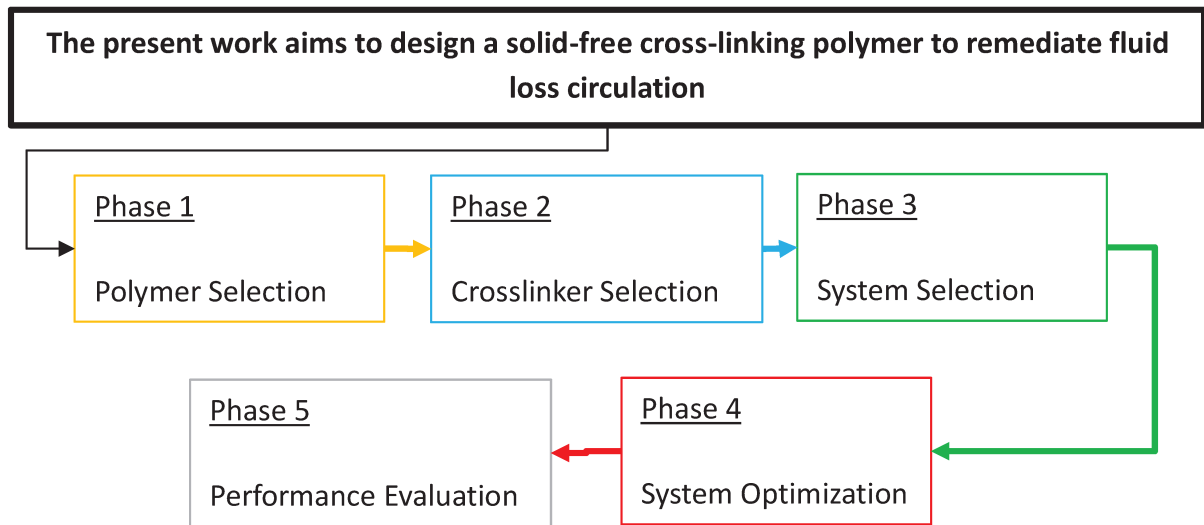 The present work aims to design a solid-free cross-linking polymer to remediate fluid
loss circulation
Phase 1
Polymer Selection
Phase 2
Crosslinker Selection
Phase 3
System Selection
Phase 4
System Optimization
Phase 5
Performance Evaluation